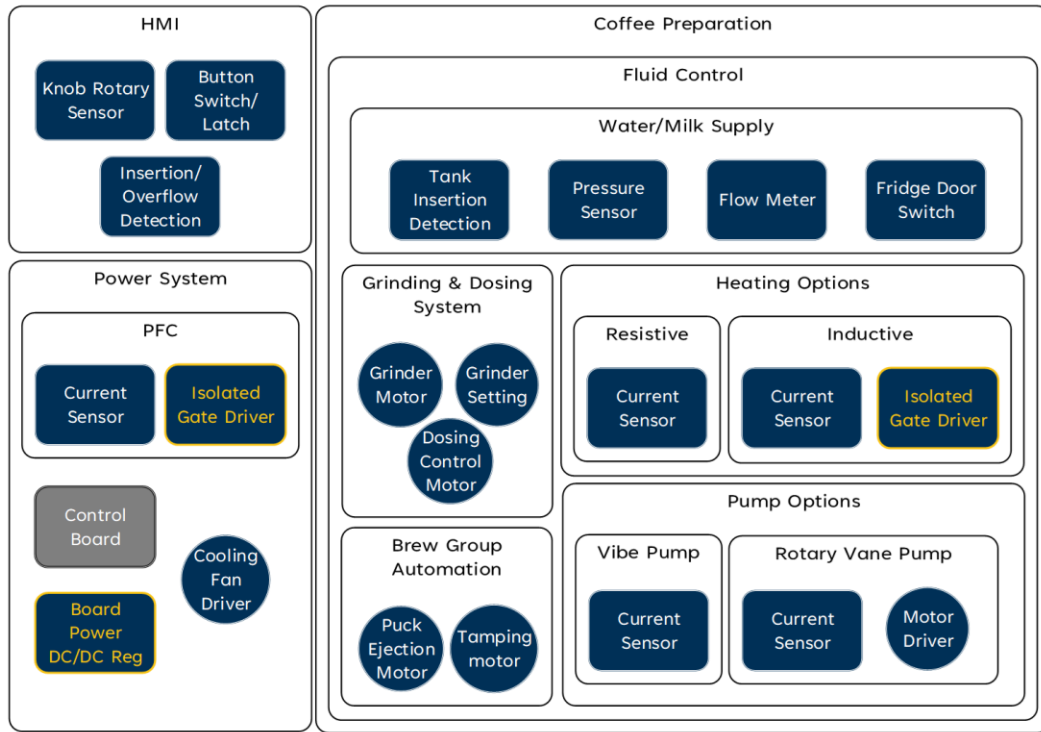 HMI
Knob Rotary
Sensor
Button
Switch/
Latch
Insertion/
Overflow
Detection
Power System
PFC
Current
Sensor
Isolated
Gate Driver
Control
Board
Cooling
Fan
Driver
Board
Power
DC/DC Reg
Coffee Preparation
Fluid Control
Water/Milk Supply
Tank
Insertion
Detection
Pressure
Sensor
Flow Meter
Fridge Door
Switch
Grinding & Dosing
System
Grinder
Motor
Grinder
Setting
Dosing
Control
Motor
Heating Options
Resistive
Current
Sensor
Inductive
Current
Sensor
Isolated
Gate Driver
Brew Group
Automation
Puck
Ejection
Motor
Tamping
motor
Pump Options
Vibe Pump
Current
Sensor
Rotary Vane Pump
Current
Sensor
Motor
Driver